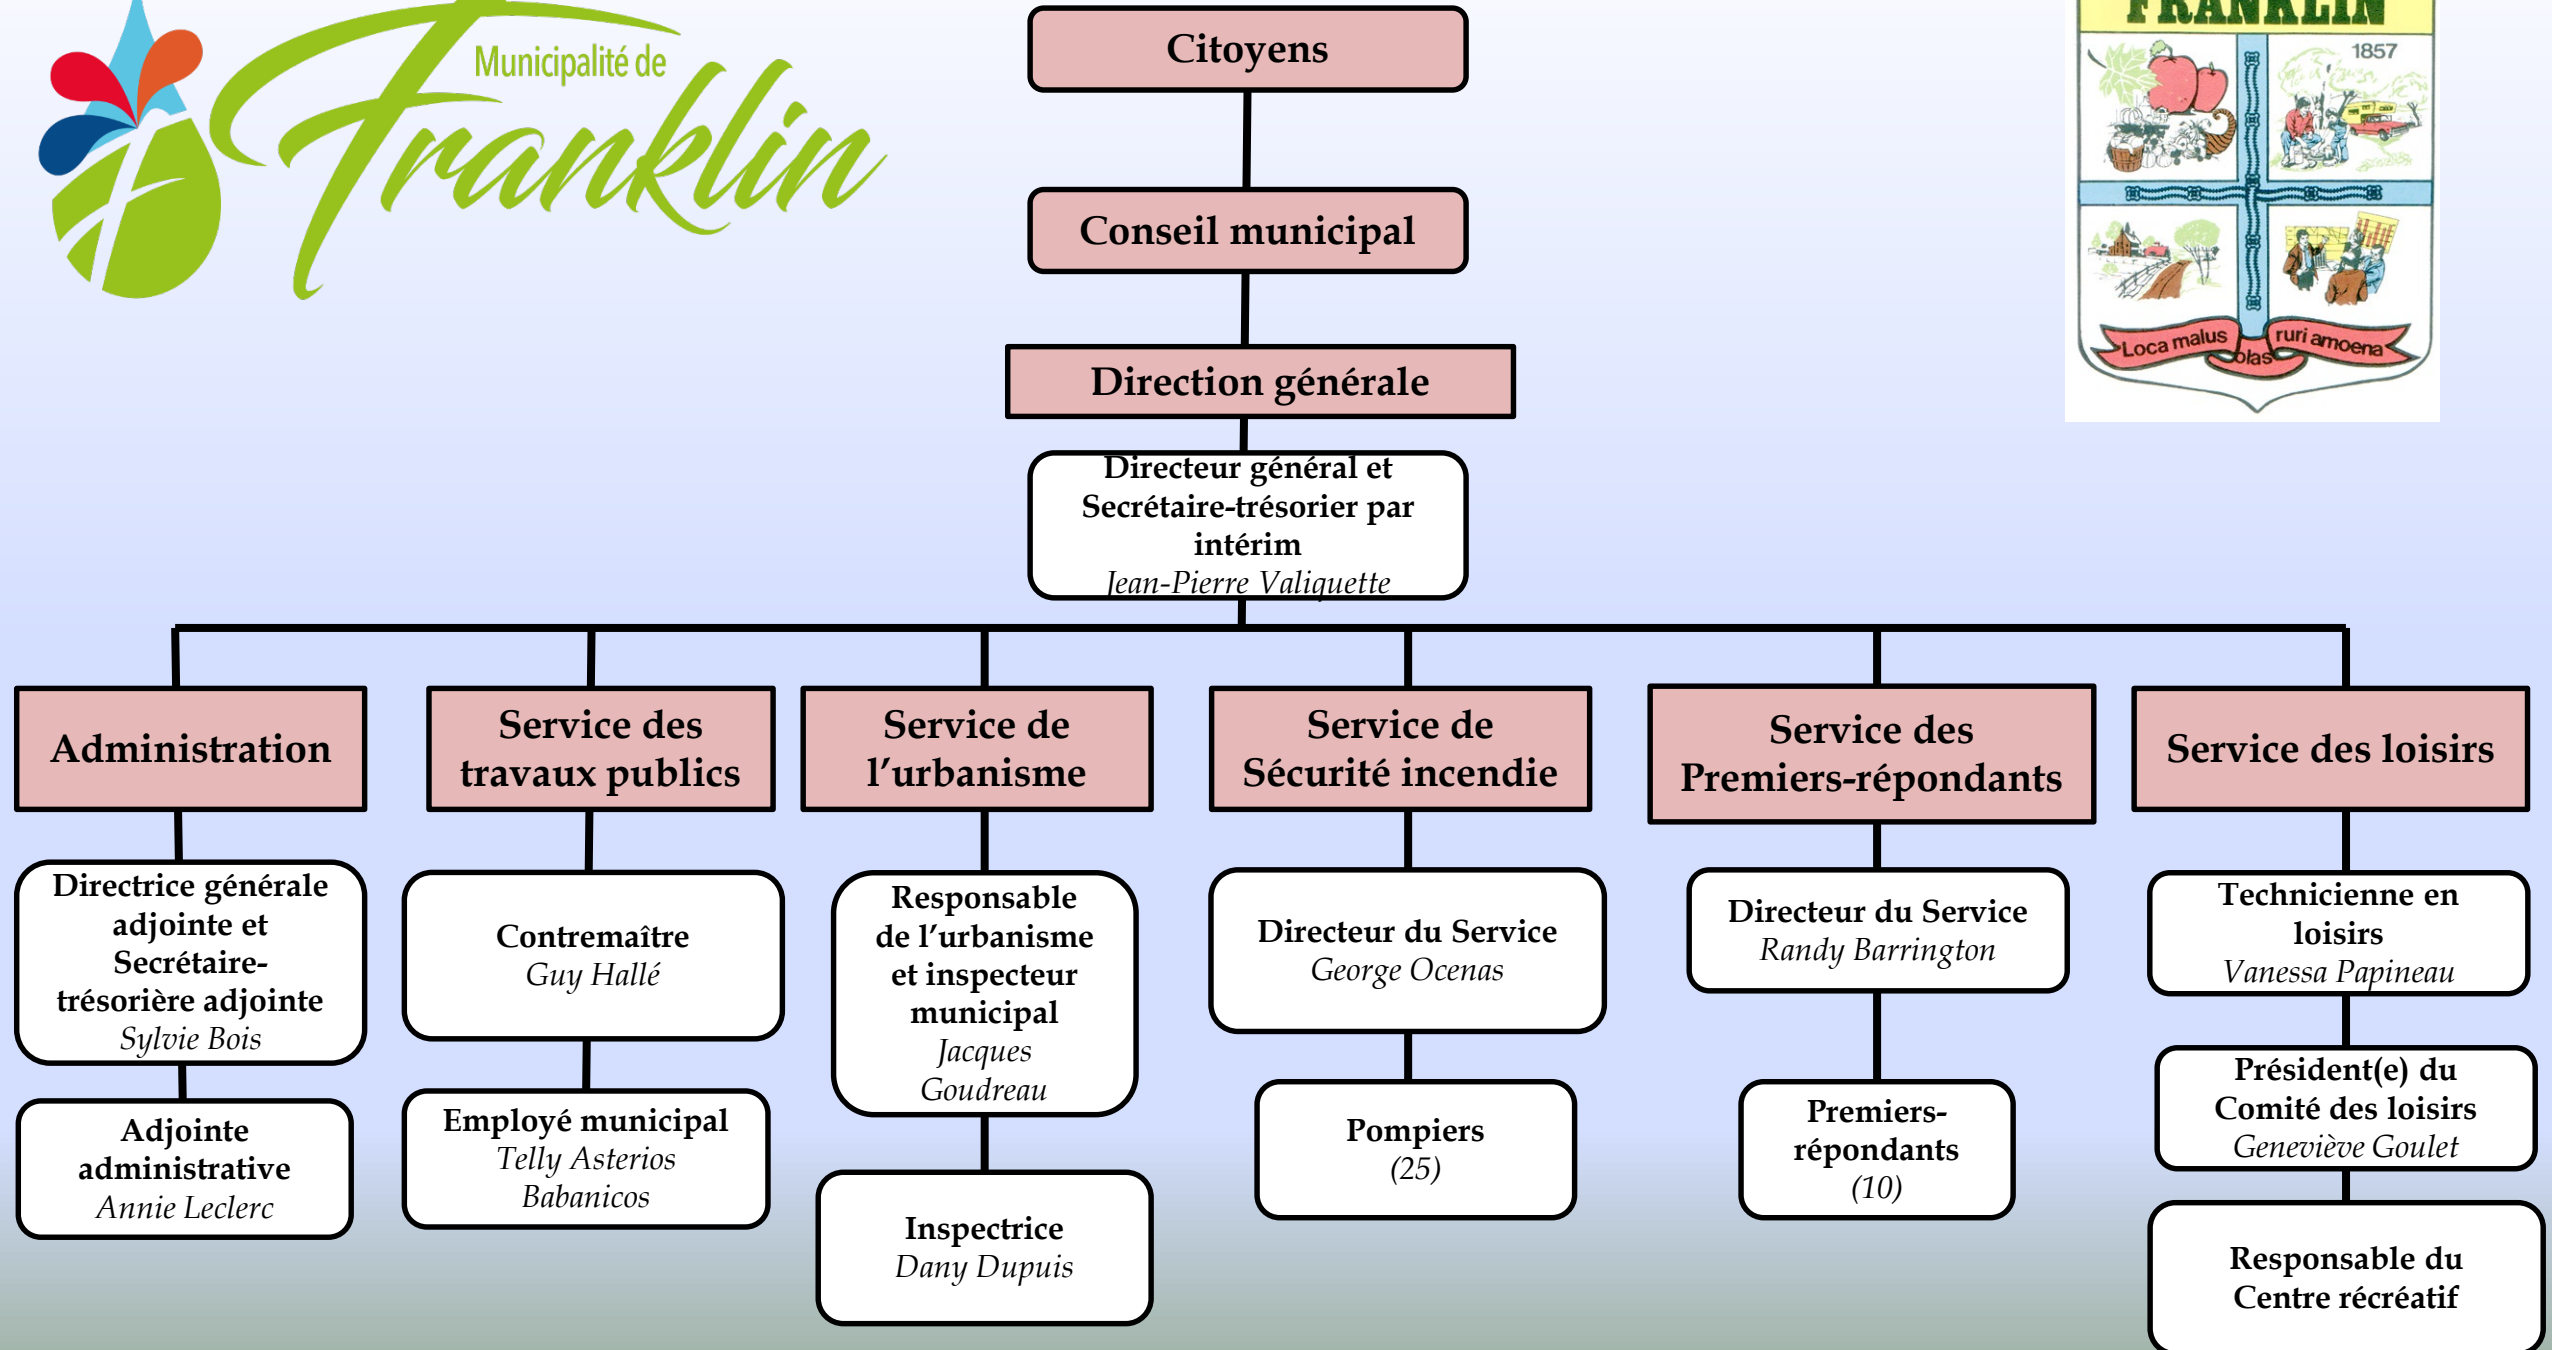 Municipalité de
Franklin
FRANKLIN
1857
Loca malus
olas
ruri amoena
Citoyens
Conseil municipal
Direction générale
Directeur général et
Secrétaire-trésorier par
intérim
Jean-Pierre Valiquette
Administration
Directrice générale
adjointe et
Secrétaire-
trésorière adjointe
Sylvie Bois
Adjointe
administrative
Annie Leclerc
Service des
travaux publics
Contremaître
Guy Hallé
Employé municipal
Telly Asterios
Babanicos
Service de
l’urbanisme
Responsable
de l’urbanisme
et inspecteur
municipal
Jacques
Goudreau
Inspectrice
Dany Dupuis
Service de
Sécurité incendie
Directeur du Service
George Ocenas
Pompiers
(25)
Service des
Premiers-répondants
Directeur du Service
Randy Barrington
Premiers-
répondants
(10)
Service des loisirs
Technicienne en
loisirs
Vanessa Papineau
Président(e) du
Comité des loisirs
Geneviève Goulet
Responsable du
Centre récréatif